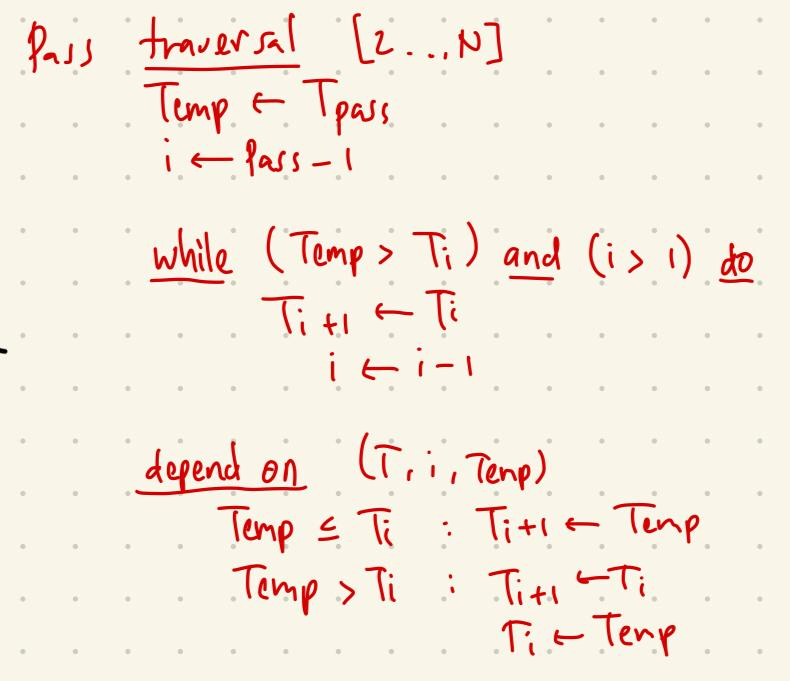 Pass traversal [2...N]
Temp ← Tpass
i ← Pass - 1
while (Temp > Ti) and (i > 1) do
Ti+1 ← Ti
i ← i - 1
depend on (T, i, Temp)
Temp ≤ Ti : Ti+1 ← Temp
Temp > Ti : Ti+1 ← Ti
Ti ← Temp